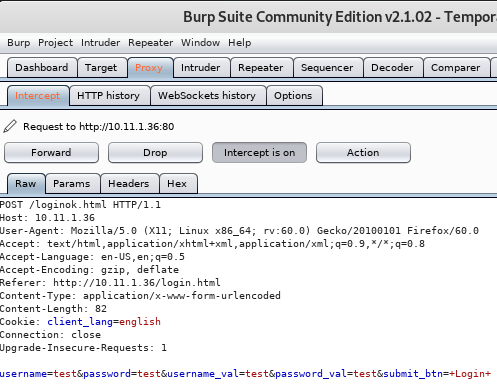 Burp Suite Community Edition v2.1.02 - Tempora
Burp Project Intruder Repeater Window Help
Dashboard Target Proxy Intruder Repeater Sequencer Decoder Comparer
Intercept HTTP history WebSockets history Options
Request to http://10.11.1.36:80
Forward Drop Intercept is on Action
Raw Params Headers Hex
POST /loginok.html HTTP/1.1
Host: 10.11.1.36
User-Agent: Mozilla/5.0 (X11; Linux x86_64; rv:60.0) Gecko/20100101 Firefox/60.0
Accept: text/html,application/xhtml+xml,application/xml;q=0.9,*/*;q=0.8
Accept-Language: en-US,en;q=0.5
Accept-Encoding: gzip, deflate
Referer: http://10.11.1.36/login.html
Content-Type: application/x-www-form-urlencoded
Content-Length: 82
Cookie: client_lang=english
Connection: close
Upgrade-Insecure-Requests: 1
username=test&password=test&username_val=test&password_val=test&submit_btn=+Login+